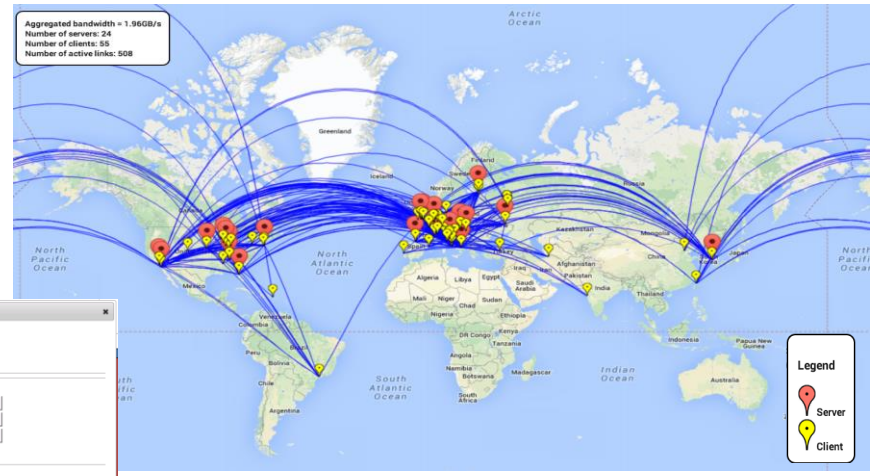 Aggregated bandwidth = 1.96GB/s
Number of servers: 24
Number of clients: 55
Number of active links: 508
Arctic
Ocean
Greenland
Iceland
Finland
Norway
Russia
North
Pacific
Ocean
North
Atlantic
Ocean
Spain
Turkey
Kazakhstan
Mongolia
China
Japan
Afghanistan
Iraq
Iran
Pakistan
Algeria
Libya
Egypt
Saudi
Arabia
India
Thailand
Mexico
Mali
Niger
Chad
Sudan
Nigeria
Ethiopia
Venezuela
Colombia
DR Congo
Kenya
Tanzania
Indonesia
Papua New
Guinea
Peru
Brazil
Bolivia
Angola
Namibia
Botswana
Madagascar
Chile
South
Atlantic
Ocean
South
Africa
Indian
Ocean
Australia
Argentina
Legend
Server
Client